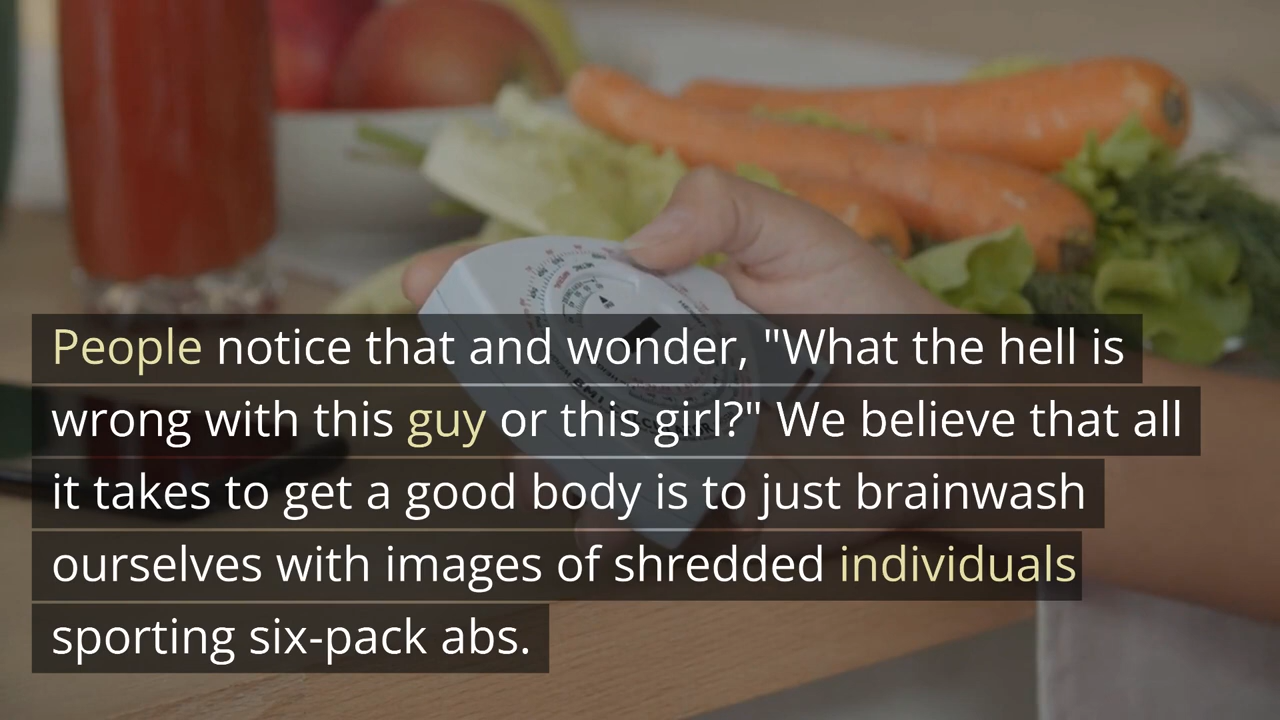 People notice that and wonder, "What the hell is
wrong with this guy or this girl?" We believe that all
it takes to get a good body is to just brainwash
ourselves with images of shredded individuals
sporting six-pack abs.